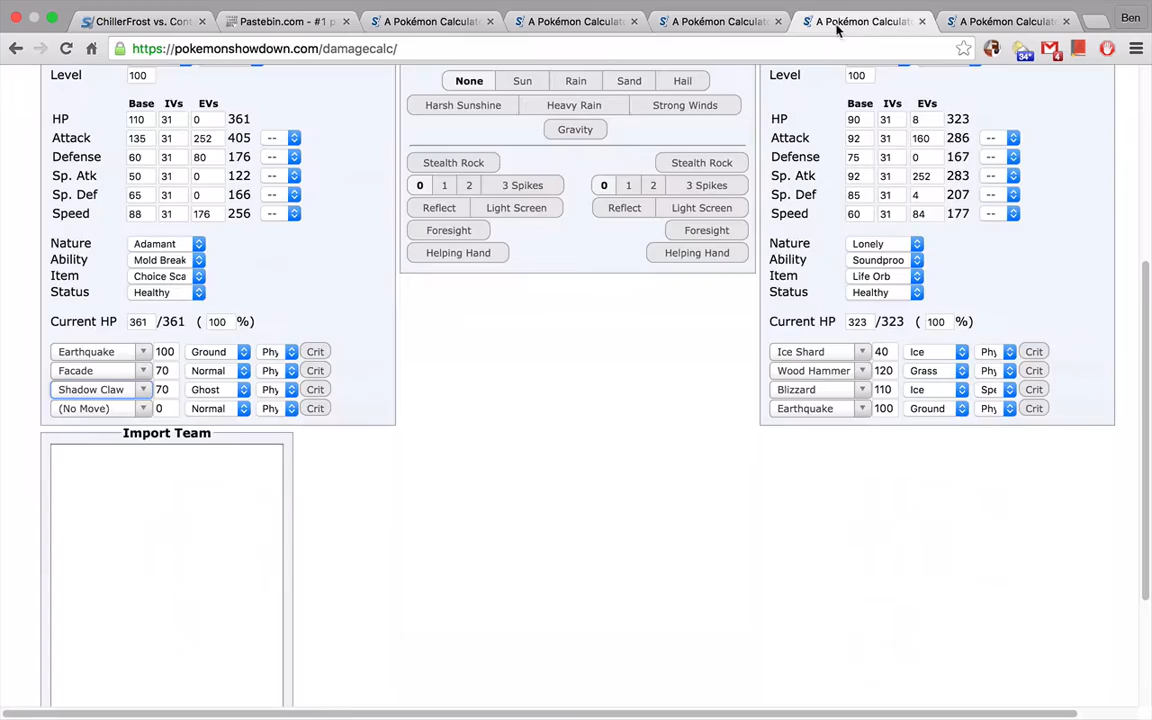 ChillerFrost vs. Cont × Pastebin.com - #1 p × A Pokémon Calculat × A Pokémon Calculat × A Pokémon Calculat × A Pokémon Calculat × A Pokémon Calculat × Ben
https://pokemonshowdown.com/damagecalc/ 34° 4
Level 100 None Sun Rain Sand Hail Level 100
Harsh Sunshine Heavy Rain Strong Winds
Base IVs EVs Base IVs EVs
HP 110 31 0 361 Gravity HP 90 31 8 323
Attack 135 31 252 405 -- Attack 92 31 160 286 --
Defense 60 31 80 176 -- Stealth Rock Stealth Rock Defense 75 31 0 167 --
Sp. Atk 50 31 0 122 -- 0 1 2 3 Spikes 0 1 2 3 Spikes Sp. Atk 92 31 252 283 --
Sp. Def 65 31 0 166 -- Reflect Light Screen Reflect Light Screen Sp. Def 85 31 4 207 --
Speed 88 31 176 256 -- Foresight Foresight Speed 60 31 84 177 --
Nature Adamant Helping Hand Helping Hand Nature Lonely
Ability Mold Break Ability Soundproo
Item Choice Sca Item Life Orb
Status Healthy Status Healthy
Current HP 361 /361 ( 100 %) Current HP 323 /323 ( 100 %)
Earthquake 100 Ground Phy Crit Ice Shard 40 Ice Phy Crit
Facade 70 Normal Phy Crit Wood Hammer 120 Grass Phy Crit
Shadow Claw 70 Ghost Phy Crit Blizzard 110 Ice Spe Crit
(No Move) 0 Normal Phy Crit Earthquake 100 Ground Phy Crit
Import Team